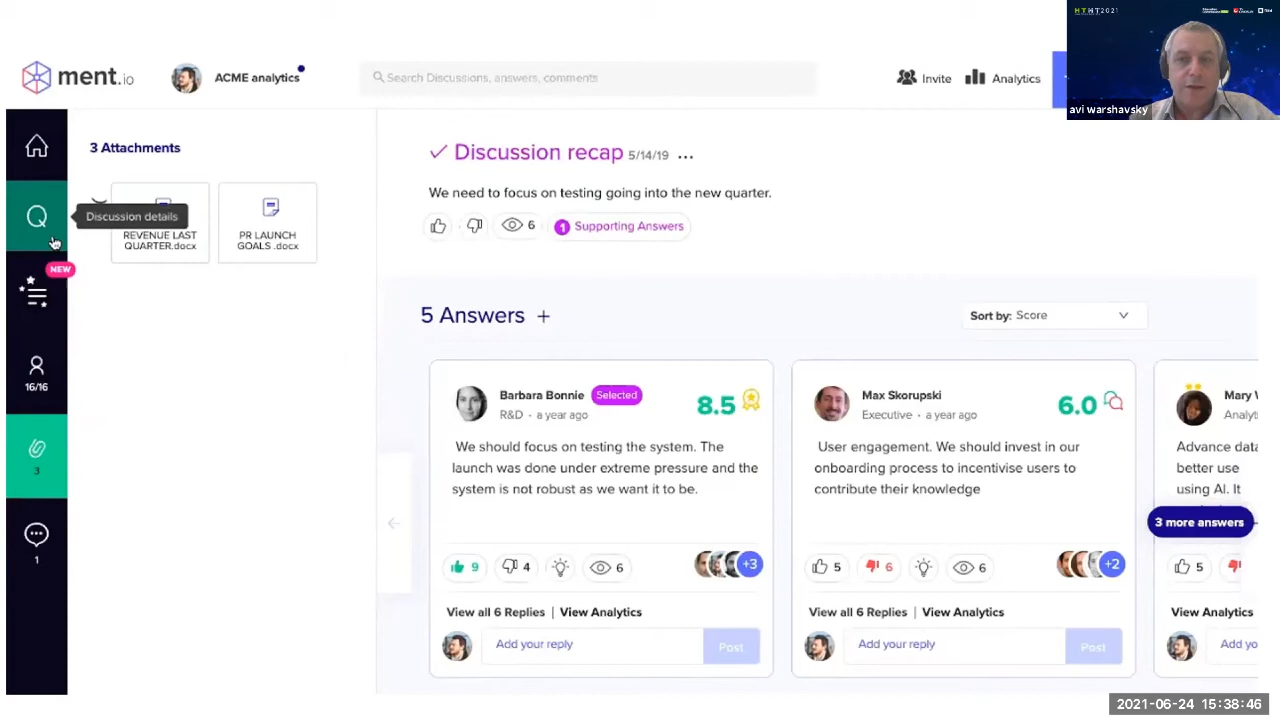 ment.io
ACME analytics
Search Discussions, answers, comments
Invite
Analytics
HTHT2021
avi warshavsky
3 Attachments
Discussion details
REVENUE LAST
QUARTER.docx
PR LAUNCH
GOALS .docx
NEW
16/16
3
1
Discussion recap 5/14/19 ...
We need to focus on testing going into the new quarter.
6
1 Supporting Answers
5 Answers +
Sort by: Score
Barbara Bonnie Selected
R&D · a year ago
8.5
We should focus on testing the system. The
launch was done under extreme pressure and the
system is not robust as we want it to be.
9 4 6 +3
View all 6 Replies | View Analytics
Add your reply
Post
Max Skorupski
Executive · a year ago
6.0
User engagement. We should invest in our
onboarding process to incentivise users to
contribute their knowledge
5 6 6 +2
View all 6 Replies | View Analytics
Add your reply
Post
Mary
Analyt
Advance data
better use
using AI. It
3 more answers
5
View Analytics
Add yo
2021-06-24 15:38:46